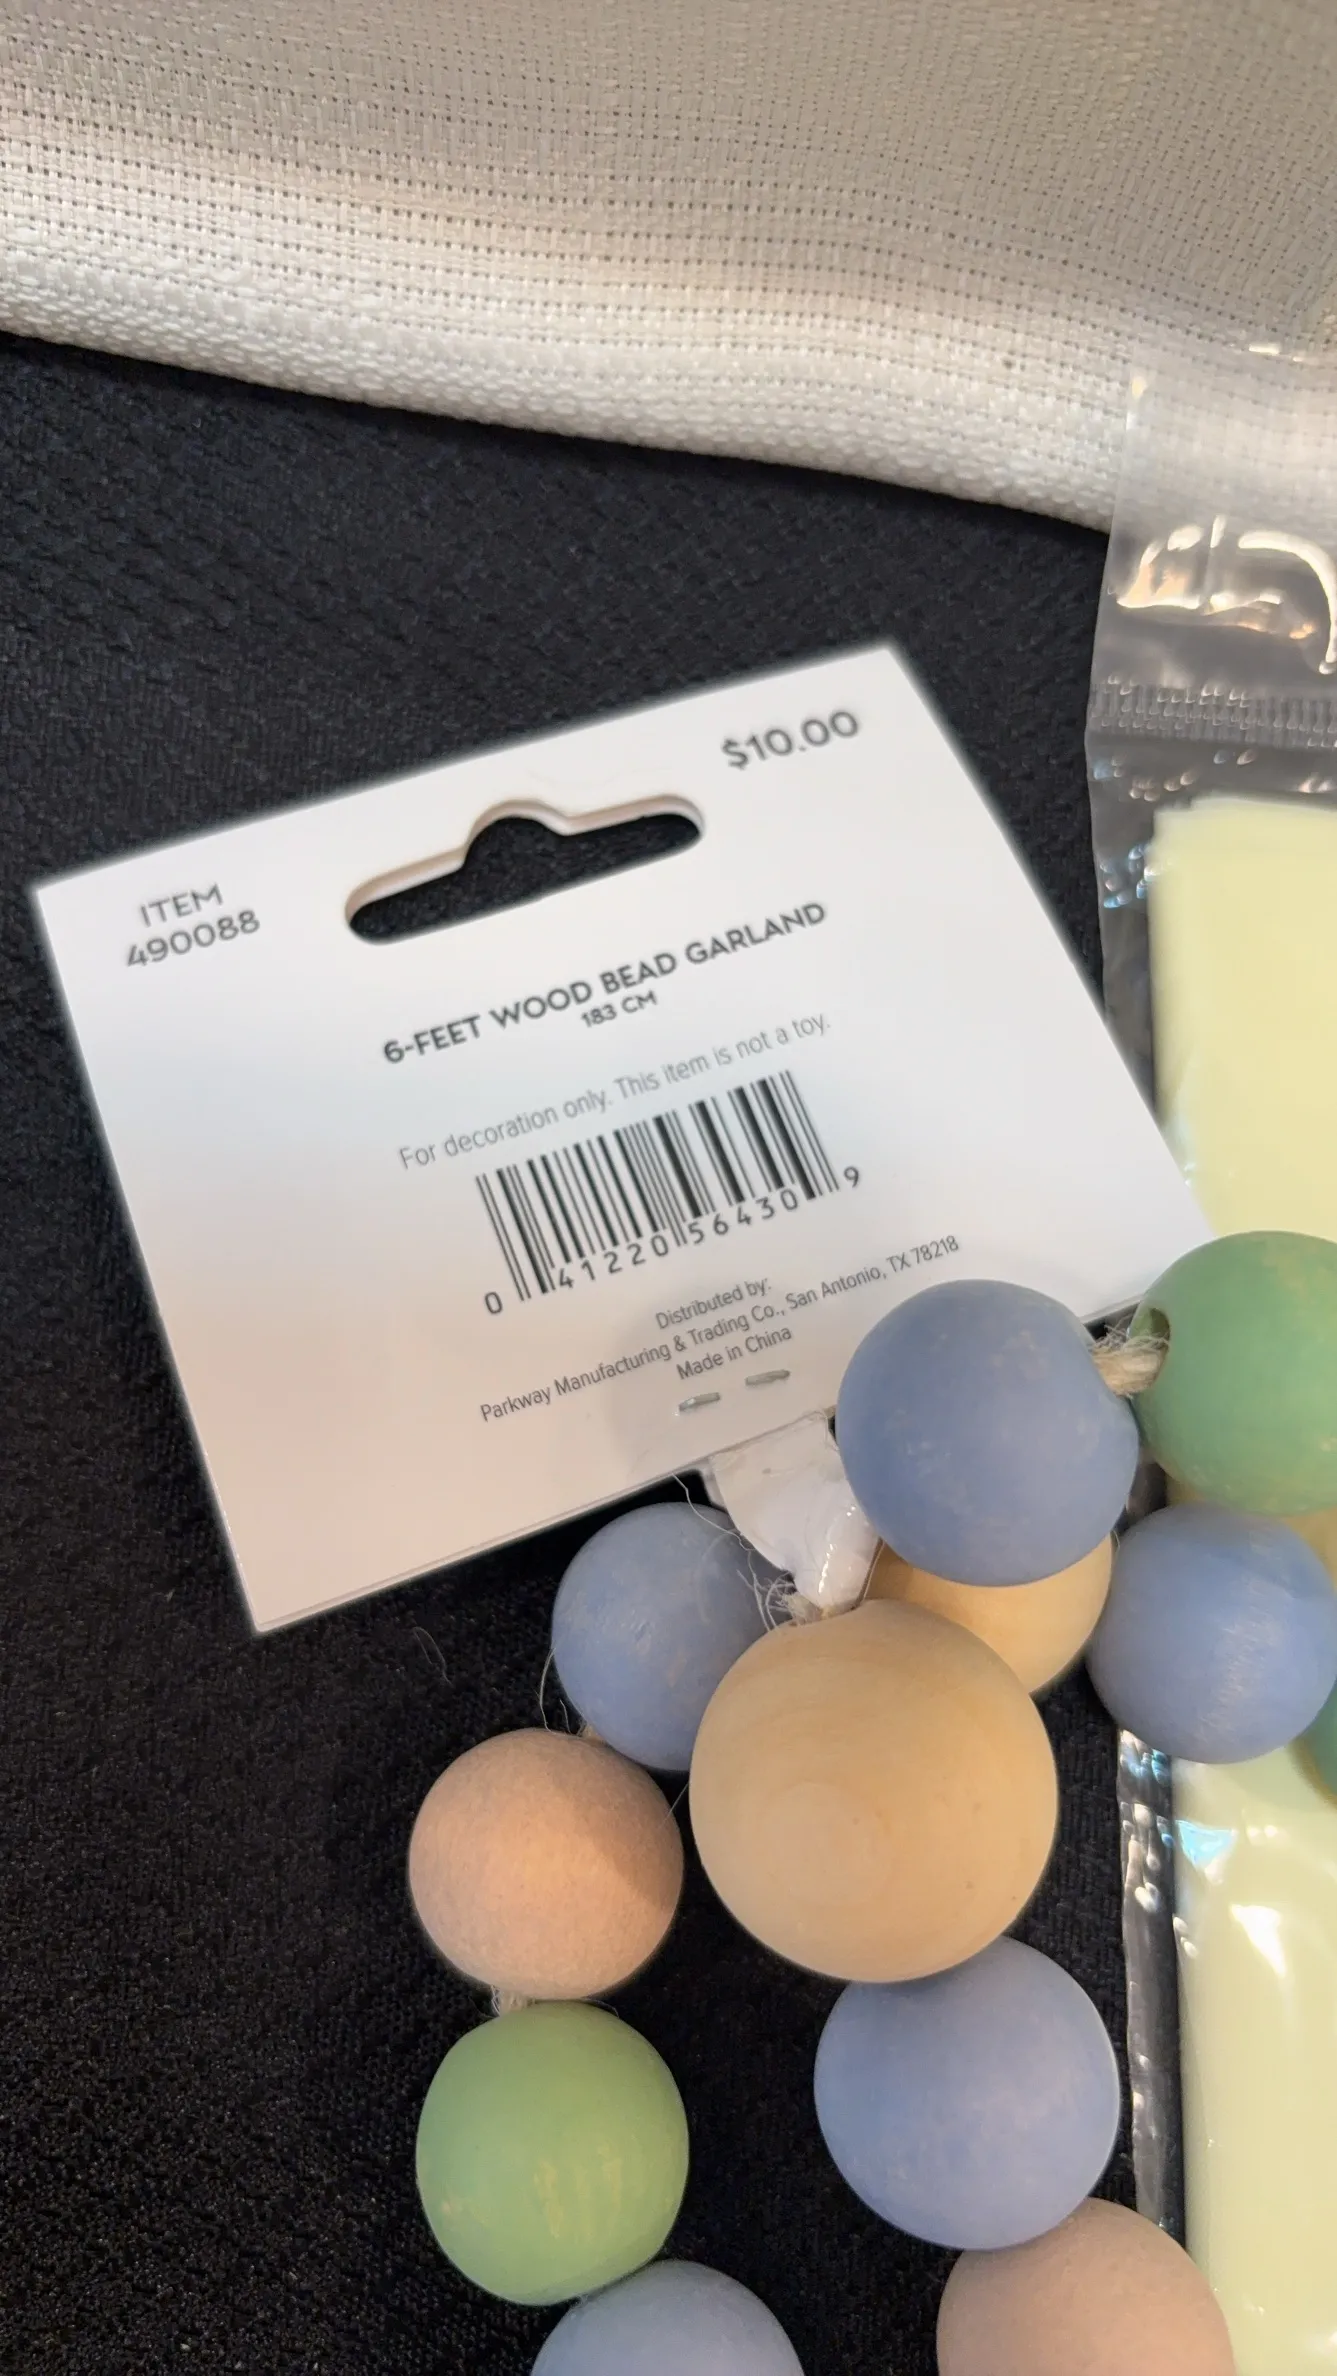 $10.00
ITEM
490088
6-FEET WOOD BEAD GARLAND
183 CM
For decoration only. This item is not a toy.
0 41220 56430 9
Distributed by:
Parkway Manufacturing & Trading Co., San Antonio, TX 78218
Made in China